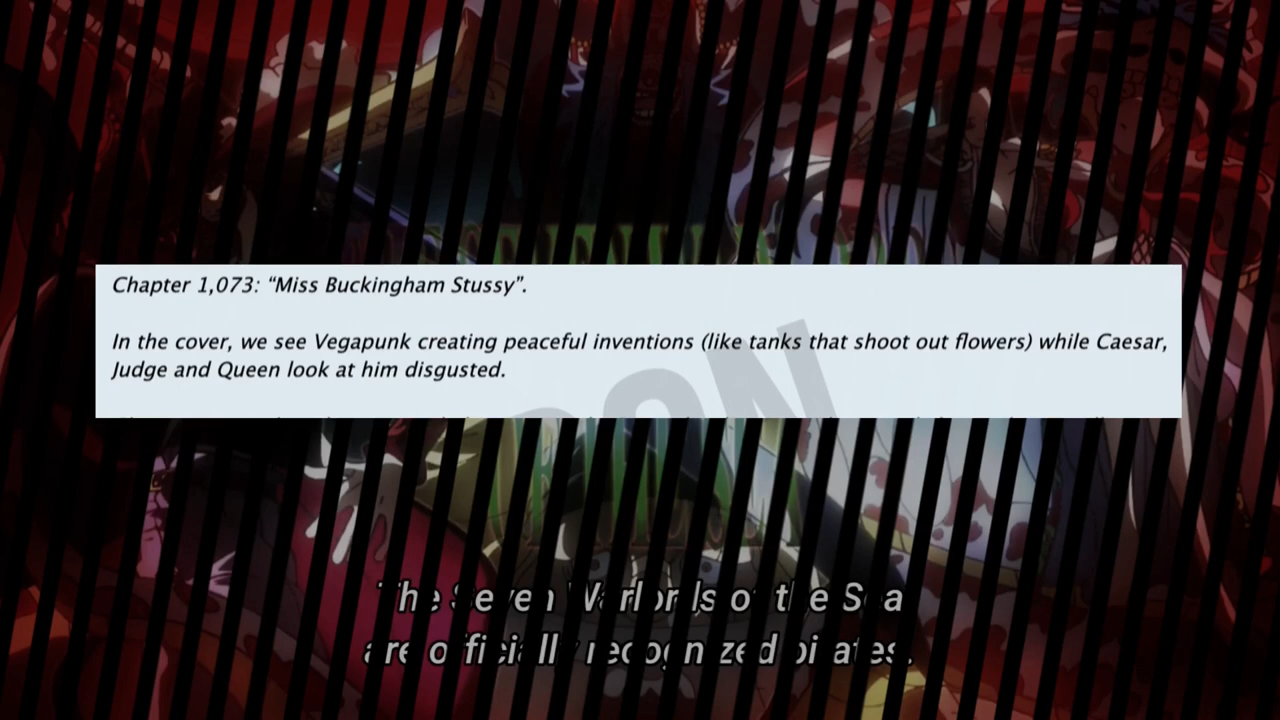 Chapter 1,073: “Miss Buckingham Stussy”.
In the cover, we see Vegapunk creating peaceful inventions (like tanks that shoot out flowers) while Caesar,
Judge and Queen look at him disgusted.
The Seven Warlords of the Sea
are officially recognized pirates.